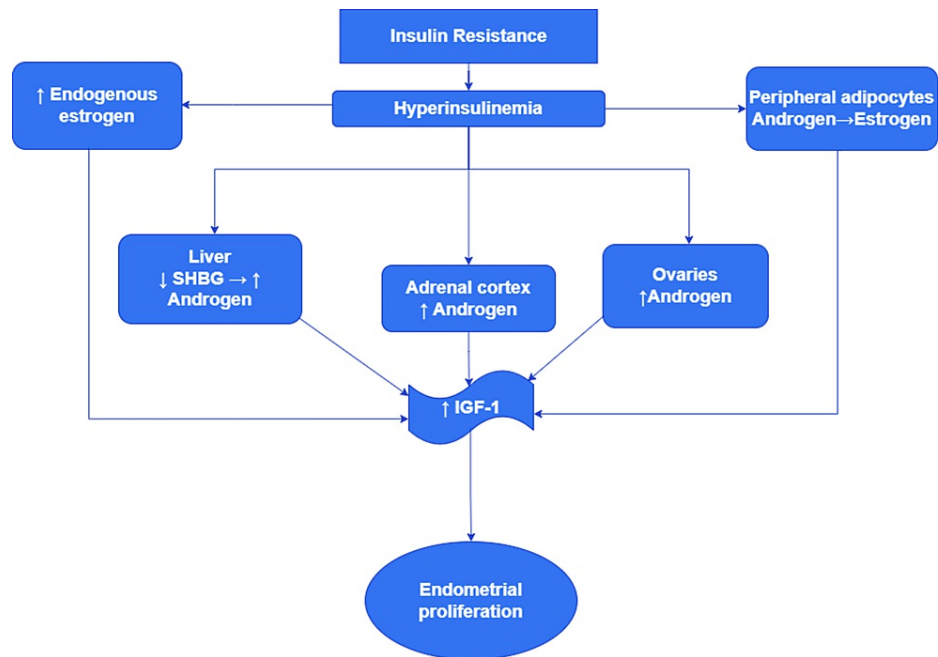 Insulin Resistance
↑ Endogenous
estrogen
Hyperinsulinemia
Peripheral adipocytes
Androgen→Estrogen
Liver
↓ SHBG → ↑
Androgen
Adrenal cortex
↑ Androgen
Ovaries
↑Androgen
↑ IGF-1
Endometrial
proliferation